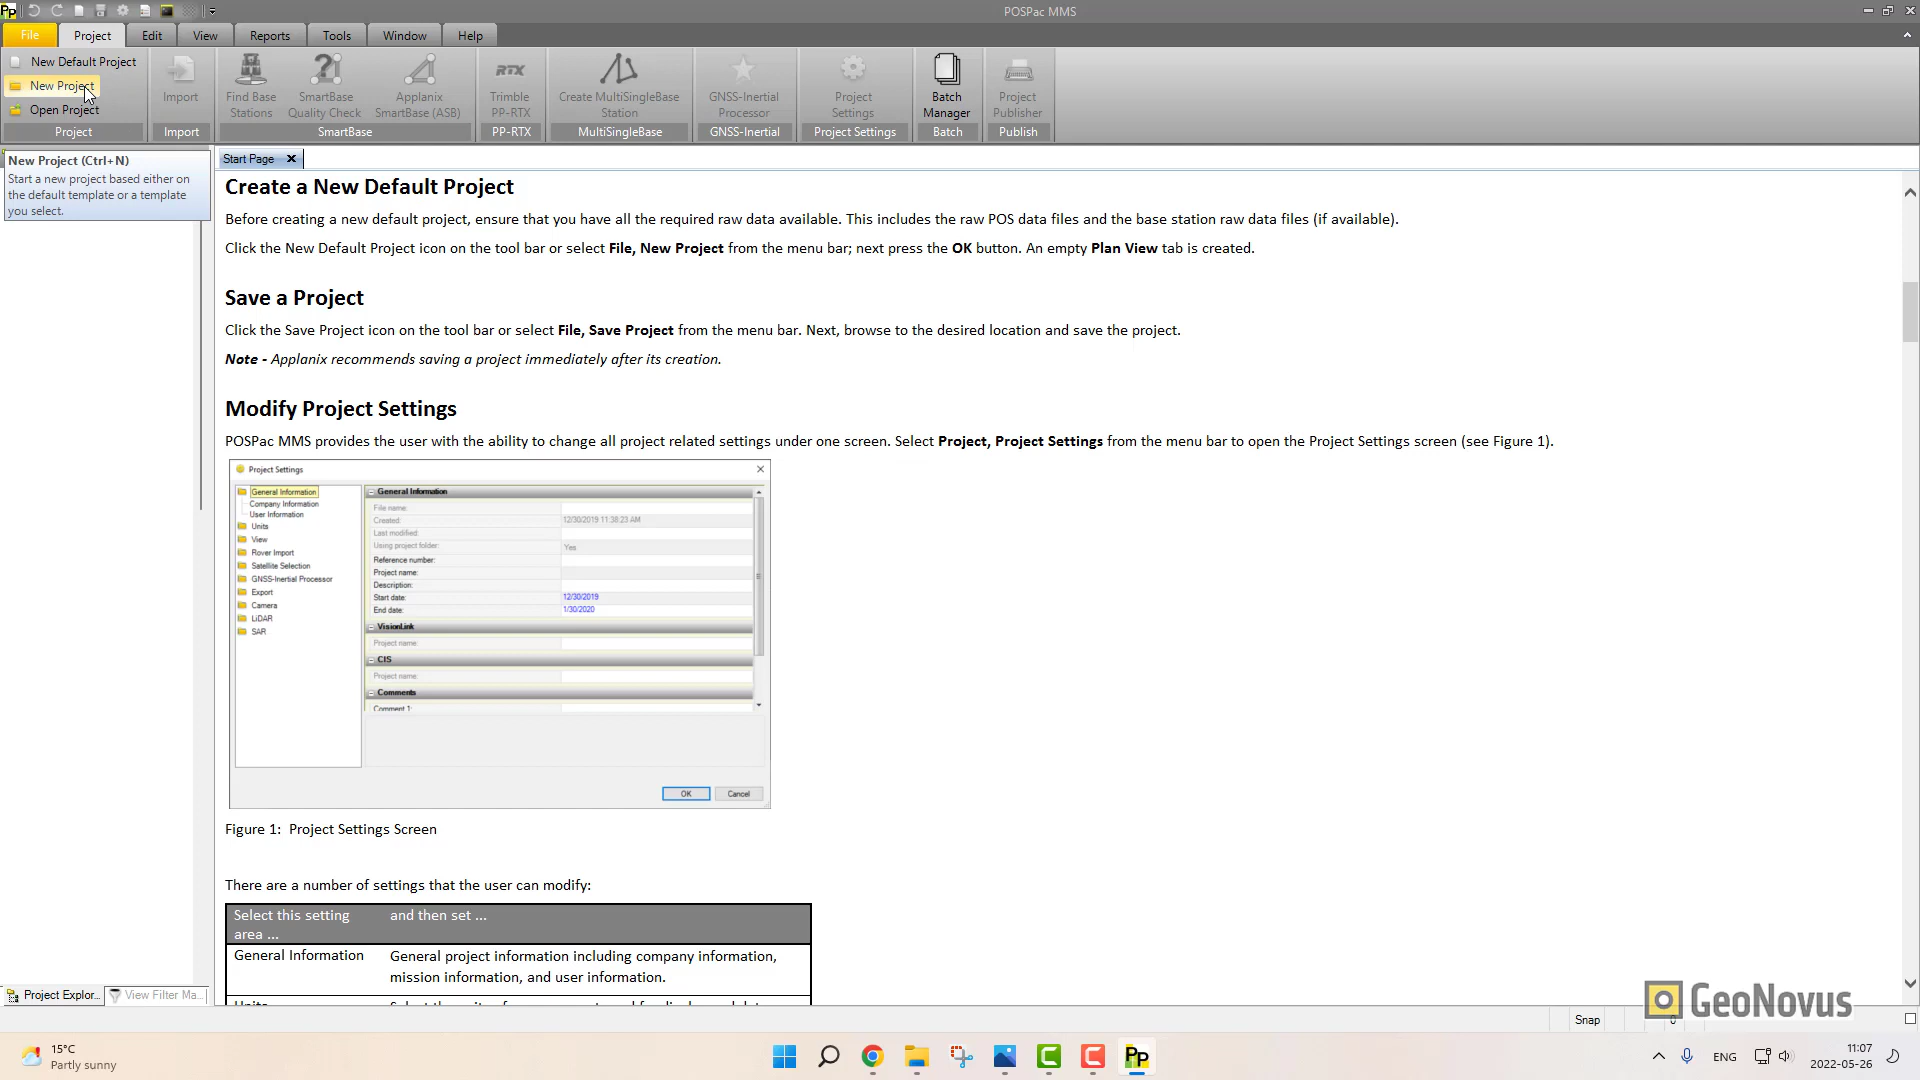 Pp
POSPac MMS
File
Project
Edit
View
Reports
Tools
Window
Help
New Default Project
New Project
Open Project
Project
Import
Import
Find Base
Stations
SmartBase
Quality Check
Applanix
SmartBase (ASB)
SmartBase
RTX
Trimble
PP-RTX
PP-RTX
Create MultiSingleBase
Station
MultiSingleBase
GNSS-Inertial
Processor
GNSS-Inertial
Project
Settings
Project Settings
Batch
Manager
Batch
Project
Publisher
Publish
New Project (Ctrl+N)
Start a new project based either on
the default template or a template
you select.
Start Page
Create a New Default Project
Before creating a new default project, ensure that you have all the required raw data available. This includes the raw POS data files and the base station raw data files (if available).
Click the New Default Project icon on the tool bar or select File, New Project from the menu bar; next press the OK button. An empty Plan View tab is created.
Save a Project
Click the Save Project icon on the tool bar or select File, Save Project from the menu bar. Next, browse to the desired location and save the project.
Note - Applanix recommends saving a project immediately after its creation.
Modify Project Settings
POSPac MMS provides the user with the ability to change all project related settings under one screen. Select Project, Project Settings from the menu bar to open the Project Settings screen (see Figure 1).
Project Settings
General Information
Company Information
User Information
Units
View
Rover Import
Satellite Selection
GNSS-Inertial Processor
Export
Camera
LiDAR
SAR
General Information
File name:
Created: 12/30/2019 11:38:23 AM
Last modified:
Using project folder: Yes
Reference number:
Project name:
Description:
Start date: 12/30/2019
End date: 1/30/2020
VisionLink
Project name:
CIS
Project name:
Comments
Comment 1:
OK
Cancel
Figure 1: Project Settings Screen
There are a number of settings that the user can modify:
Select this setting
area ...
and then set ...
General Information
General project information including company information,
mission information, and user information.
Project Explor...
View Filter Ma...
GeoNovus
Snap
15°C
Partly sunny
Pp
ENG
11:07
2022-05-26